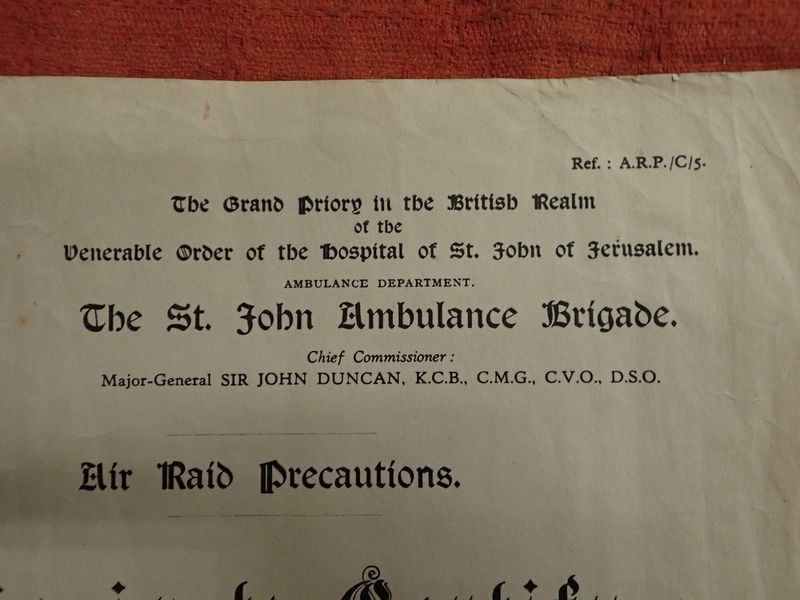 Ref. : A.R.P./C/5.
The Grand Priory in the British Realm
of the
Venerable Order of the Hospital of St. John of Jerusalem.
AMBULANCE DEPARTMENT.
The St. John Ambulance Brigade.
Chief Commissioner :
Major-General SIR JOHN DUNCAN, K.C.B., C.M.G., C.V.O., D.S.O.
Air Raid Precautions.